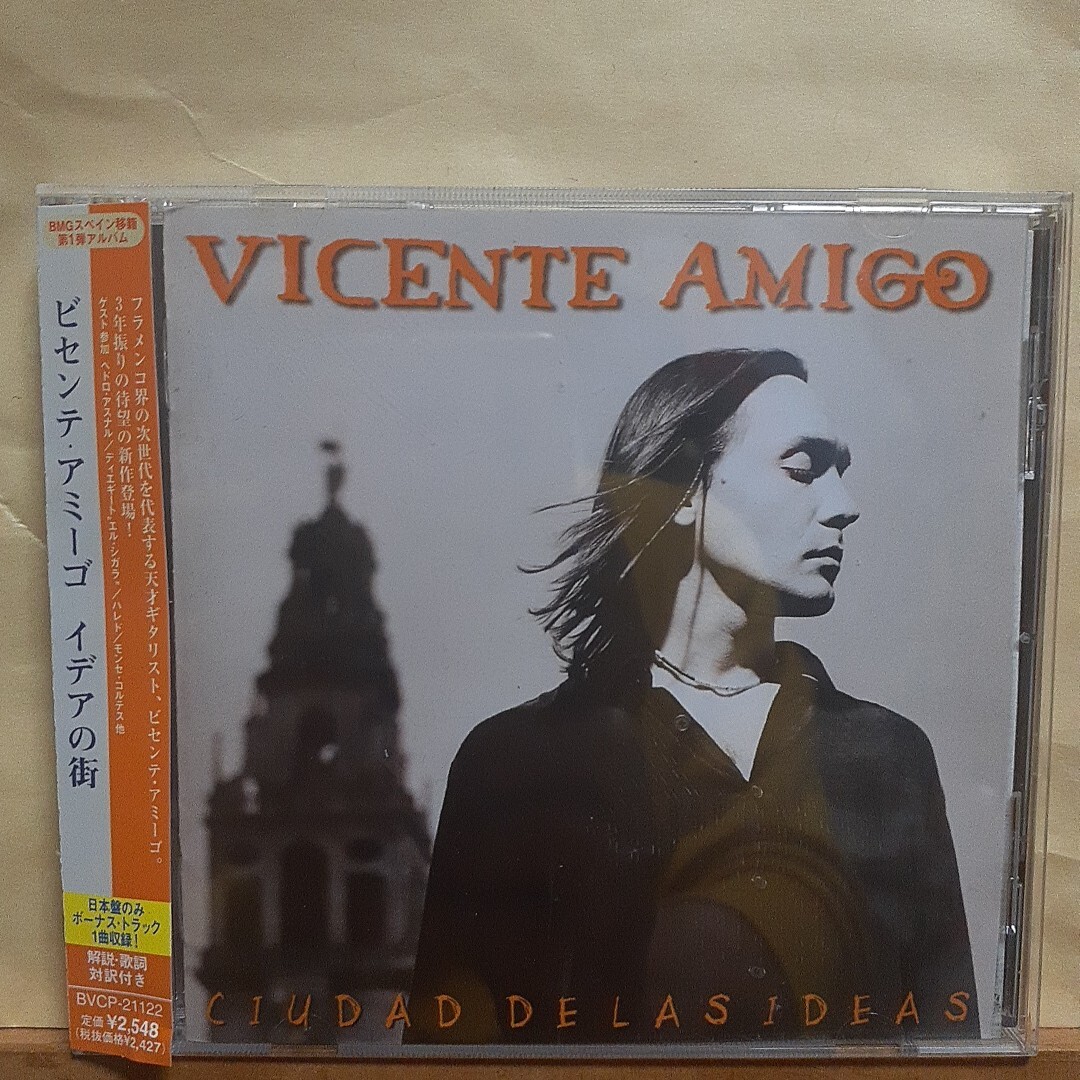 VICENTE AMIGO
CIUDAD DE LAS IDEAS
BMGスペイン移籍
第1弾アルバム
フラメンコ界の次世代を代表する天才ギタリスト、ビセンテ・アミーゴ。
3年振りの待望の新作登場!
ゲスト参加 ペドロ・アスナル/ディエギート"エル・シガラ"/ハレド/モンセ・コルテス他
ビセンテ・アミーゴ イデアの街
日本盤のみ
ボーナス・トラック
1曲収録!
解説・歌詞
対訳付き
BVCP-21122
定価¥2,548
(税抜価格¥2,427)